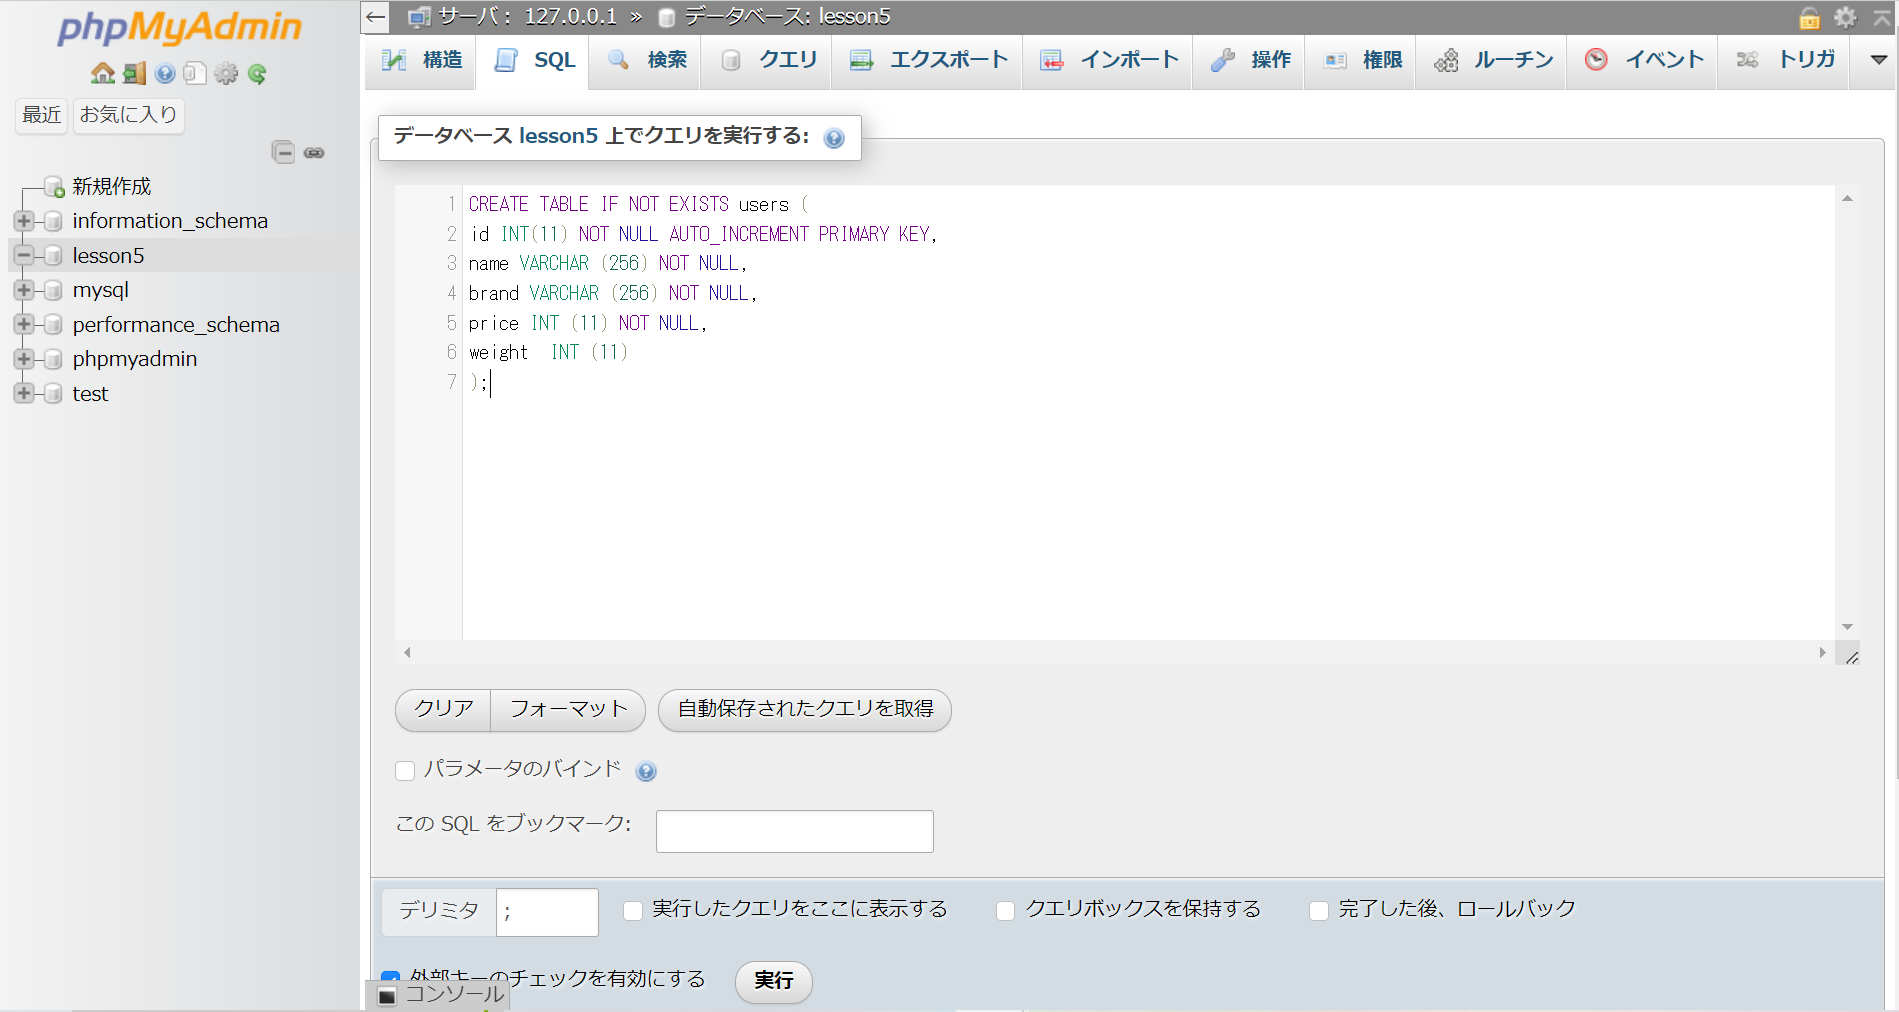 phpMyAdmin
最近 お気に入り
新規作成
information_schema
lesson5
mysql
performance_schema
phpmyadmin
test
← サーバ: 127.0.0.1 » データベース: lesson5
構造 SQL 検索 クエリ エクスポート インポート 操作 権限 ルーチン イベント トリガ
データベース lesson5 上でクエリを実行する:
1 CREATE TABLE IF NOT EXISTS users (
2 id INT(11) NOT NULL AUTO_INCREMENT PRIMARY KEY,
3 name VARCHAR (256) NOT NULL,
4 brand VARCHAR (256) NOT NULL,
5 price INT (11) NOT NULL,
6 weight  INT (11)
7 );
クリア フォーマット 自動保存されたクエリを取得
パラメータのバインド
この SQL をブックマーク:
デリミタ ; 実行したクエリをここに表示する クエリボックスを保持する 完了した後、ロールバック
外部キーのチェックを有効にする 実行
コンソール